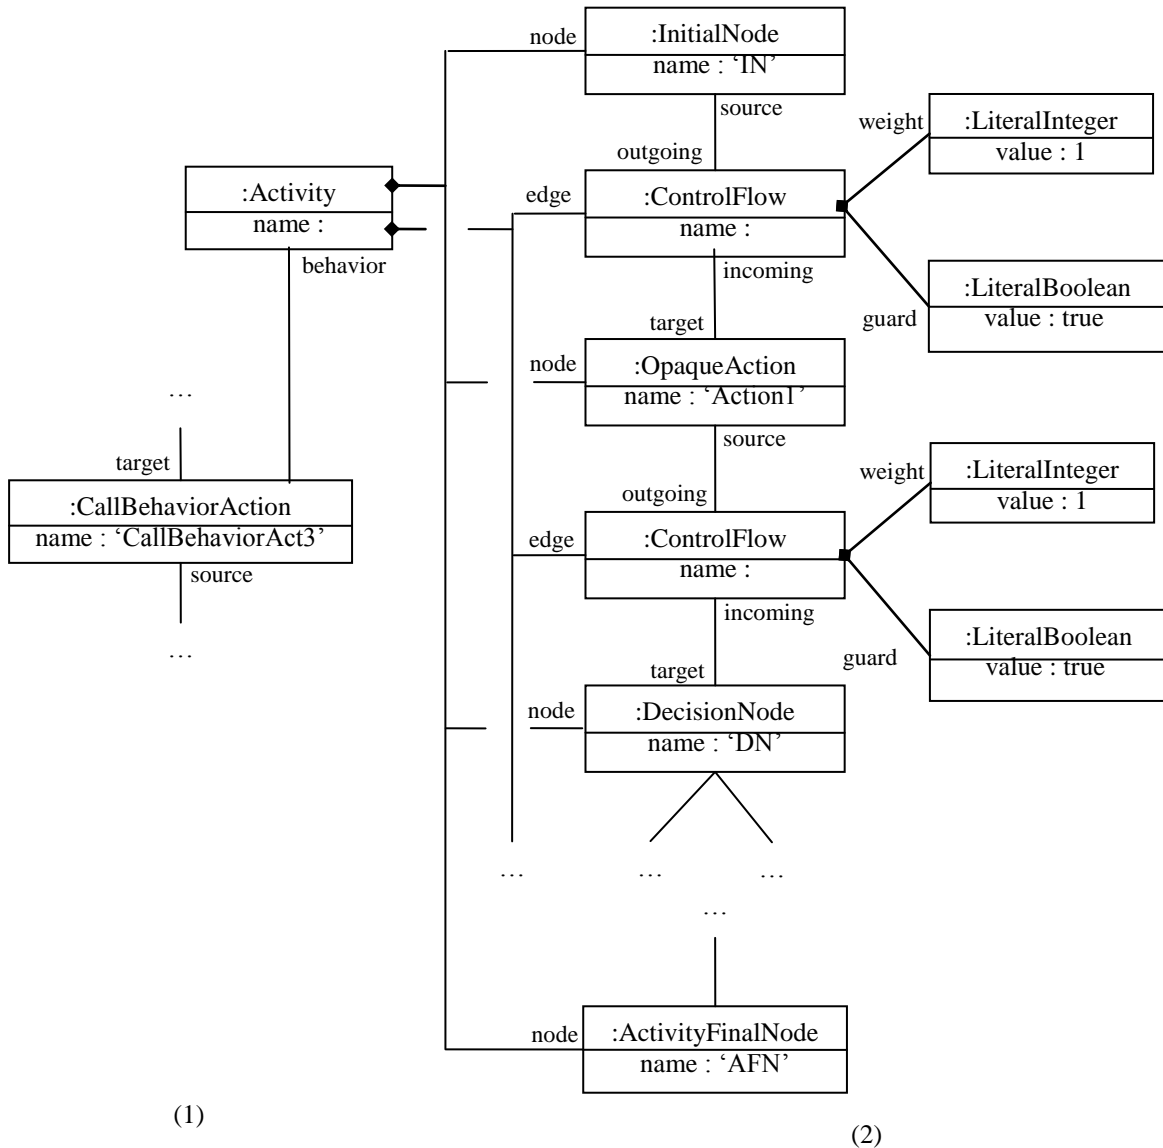 node
:InitialNode
name : ‘IN’
source
weight
:LiteralInteger
value : 1
outgoing
:Activity
name :
behavior
edge
:ControlFlow
name :
incoming
:LiteralBoolean
value : true
guard
target
node
:OpaqueAction
name : ‘Action1’
source
…
target
:CallBehaviorAction
name : ‘CallBehaviorAct3’
source
…
weight
:LiteralInteger
value : 1
outgoing
edge
:ControlFlow
name :
incoming
:LiteralBoolean
value : true
guard
target
node
:DecisionNode
name : ‘DN’
… … …
…
node
:ActivityFinalNode
name : ‘AFN’
(1)
(2)